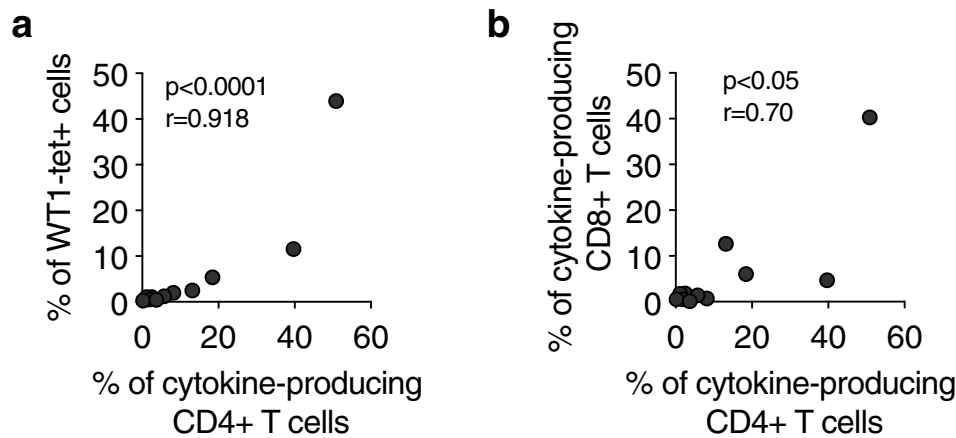 a
% of WT1-tet+ cells
50
40
30
20
10
0
p<0.0001
r=0.918
0 20 40 60
% of cytokine-producing
CD4+ T cells
b
% of cytokine-producing
CD8+ T cells
50
40
30
20
10
0
p<0.05
r=0.70
0 20 40 60
% of cytokine-producing
CD4+ T cells